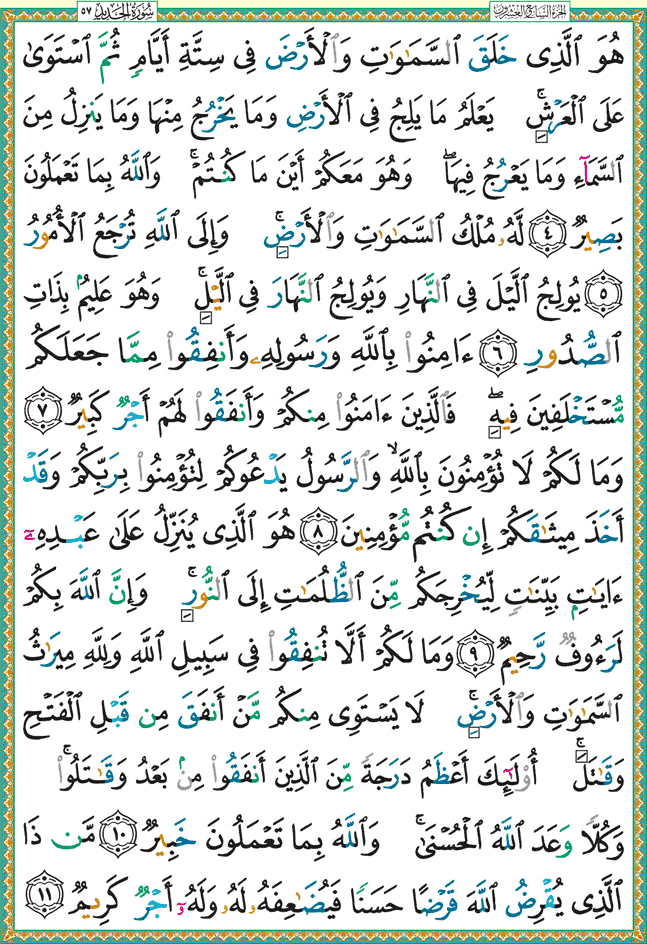 الجزء السابع والعشرون
سورة الحديد ٥٧
هُوَ ٱلَّذِى خَلَقَ ٱلسَّمَـٰوَٰتِ وَٱلْأَرْضَ فِى سِتَّةِ أَيَّامٍ ثُمَّ ٱسْتَوَىٰ
عَلَى ٱلْعَرْشِ ۚ يَعْلَمُ مَا يَلِجُ فِى ٱلْأَرْضِ وَمَا يَخْرُجُ مِنْهَا وَمَا يَنزِلُ مِنَ
ٱلسَّمَآءِ وَمَا يَعْرُجُ فِيهَا ۖ وَهُوَ مَعَكُمْ أَيْنَ مَا كُنتُمْ ۚ وَٱللَّهُ بِمَا تَعْمَلُونَ
بَصِيرٌ ٤ لَّهُۥ مُلْكُ ٱلسَّمَـٰوَٰتِ وَٱلْأَرْضِ ۚ وَإِلَى ٱللَّهِ تُرْجَعُ ٱلْأُمُورُ
٥ يُولِجُ ٱلَّيْلَ فِى ٱلنَّهَارِ وَيُولِجُ ٱلنَّهَارَ فِى ٱلَّيْلِ ۚ وَهُوَ عَلِيمٌۢ بِذَاتِ
ٱلصُّدُورِ ٦ ءَامِنُوا۟ بِٱللَّهِ وَرَسُولِهِۦ وَأَنفِقُوا۟ مِمَّا جَعَلَكُم
مُّسْتَخْلَفِينَ فِيهِ ۖ فَٱلَّذِينَ ءَامَنُوا۟ مِنكُمْ وَأَنفَقُوا۟ لَهُمْ أَجْرٌ كَبِيرٌ ٧
وَمَا لَكُمْ لَا تُؤْمِنُونَ بِٱللَّهِ ۙ وَٱلرَّسُولُ يَدْعُوكُمْ لِتُؤْمِنُوا۟ بِرَبِّكُمْ وَقَدْ
أَخَذَ مِيثَـٰقَكُمْ إِن كُنتُم مُّؤْمِنِينَ ٨ هُوَ ٱلَّذِى يُنَزِّلُ عَلَىٰ عَبْدِهِۦٓ
ءَايَـٰتٍۭ بَيِّنَـٰتٍ لِّيُخْرِجَكُم مِّنَ ٱلظُّلُمَـٰتِ إِلَى ٱلنُّورِ ۚ وَإِنَّ ٱللَّهَ بِكُمْ
لَرَءُوفٌ رَّحِيمٌ ٩ وَمَا لَكُمْ أَلَّا تُنفِقُوا۟ فِى سَبِيلِ ٱللَّهِ وَلِلَّهِ مِيرَٰثُ
ٱلسَّمَـٰوَٰتِ وَٱلْأَرْضِ ۚ لَا يَسْتَوِى مِنكُم مَّنْ أَنفَقَ مِن قَبْلِ ٱلْفَتْحِ
وَقَـٰتَلَ ۚ أُو۟لَـٰٓئِكَ أَعْظَمُ دَرَجَةً مِّنَ ٱلَّذِينَ أَنفَقُوا۟ مِنۢ بَعْدُ وَقَـٰتَلُوا۟ ۚ
وَكُلًّا وَعَدَ ٱللَّهُ ٱلْحُسْنَىٰ ۚ وَٱللَّهُ بِمَا تَعْمَلُونَ خَبِيرٌ ١٠ مَّن ذَا
ٱلَّذِى يُقْرِضُ ٱللَّهَ قَرْضًا حَسَنًا فَيُضَـٰعِفَهُۥ لَهُۥ وَلَهُۥٓ أَجْرٌ كَرِيمٌ ١١